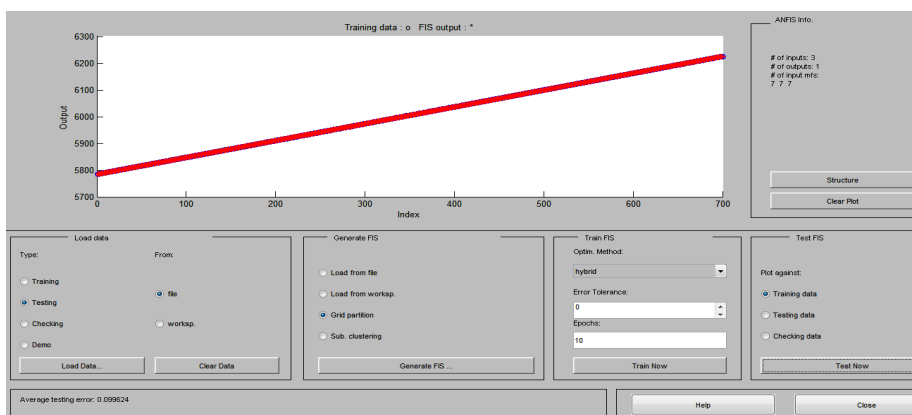 Training data : o   FIS output : *
6300
6200
6100
6000
5900
5800
5700
Output
0 100 200 300 400 500 600 700
Index
ANFIS Info.
# of inputs: 3
# of outputs: 1
# of input mfs:
7 7 7
Structure
Clear Plot
Load data
Type:
From:
Training
Testing
Checking
Demo
file
worksp.
Load Data...
Clear Data
Generate FIS
Load from file
Load from worksp.
Grid partition
Sub. clustering
Generate FIS ...
Train FIS
Optim. Method:
hybrid
Error Tolerance:
0
Epochs:
10
Train Now
Test FIS
Plot against:
Training data
Testing data
Checking data
Test Now
Average testing error: 0.099624
Help
Close